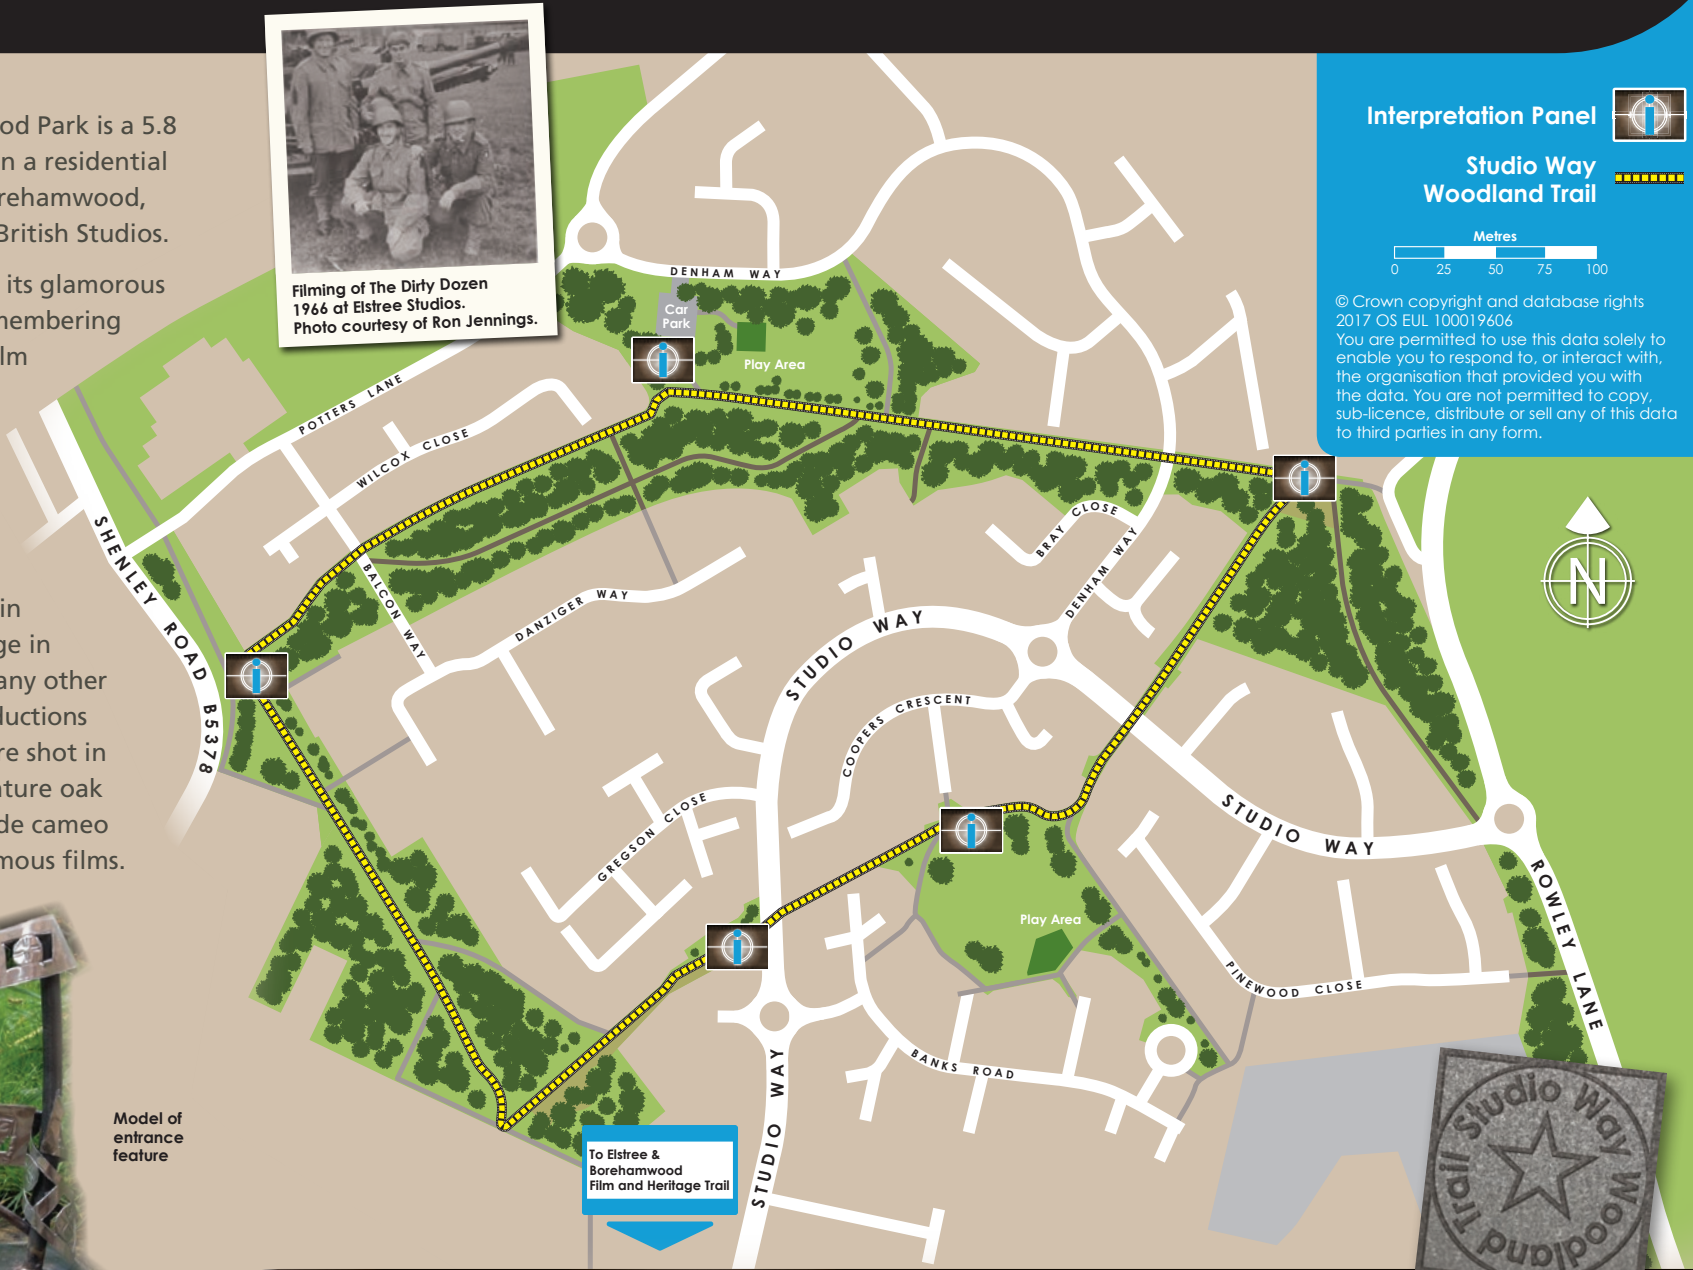 od Park is a 5.8
n a residential
rehamwood,
British Studios.
its glamorous
membering
lm
in
ge in
any other
ductions
re shot in
ature oak
de cameo
mous films.
Model of
entrance
feature
Filming of The Dirty Dozen
1966 at Elstree Studios.
Photo courtesy of Ron Jennings.
Interpretation Panel
Studio Way
Woodland Trail
Metres
0 25 50 75 100
© Crown copyright and database rights
2017 OS EUL 100019606
You are permitted to use this data solely to
enable you to respond to, or interact with,
the organisation that provided you with
the data. You are not permitted to copy,
sub-licence, distribute or sell any of this data
to third parties in any form.
N
DENHAM WAY
Car
Park
Play Area
POTTERS LANE
WILCOX CLOSE
SHENLEY ROAD B5378
BALCON WAY
DANZIGER WAY
BRAY CLOSE
DENHAM WAY
STUDIO WAY
COOPERS CRESCENT
GREGSON CLOSE
STUDIO WAY
Play Area
PINEWOOD CLOSE
ROWLEY LANE
BANKS ROAD
STUDIO WAY
To Elstree &
Borehamwood
Film and Heritage Trail
Studio Way Woodland Trail